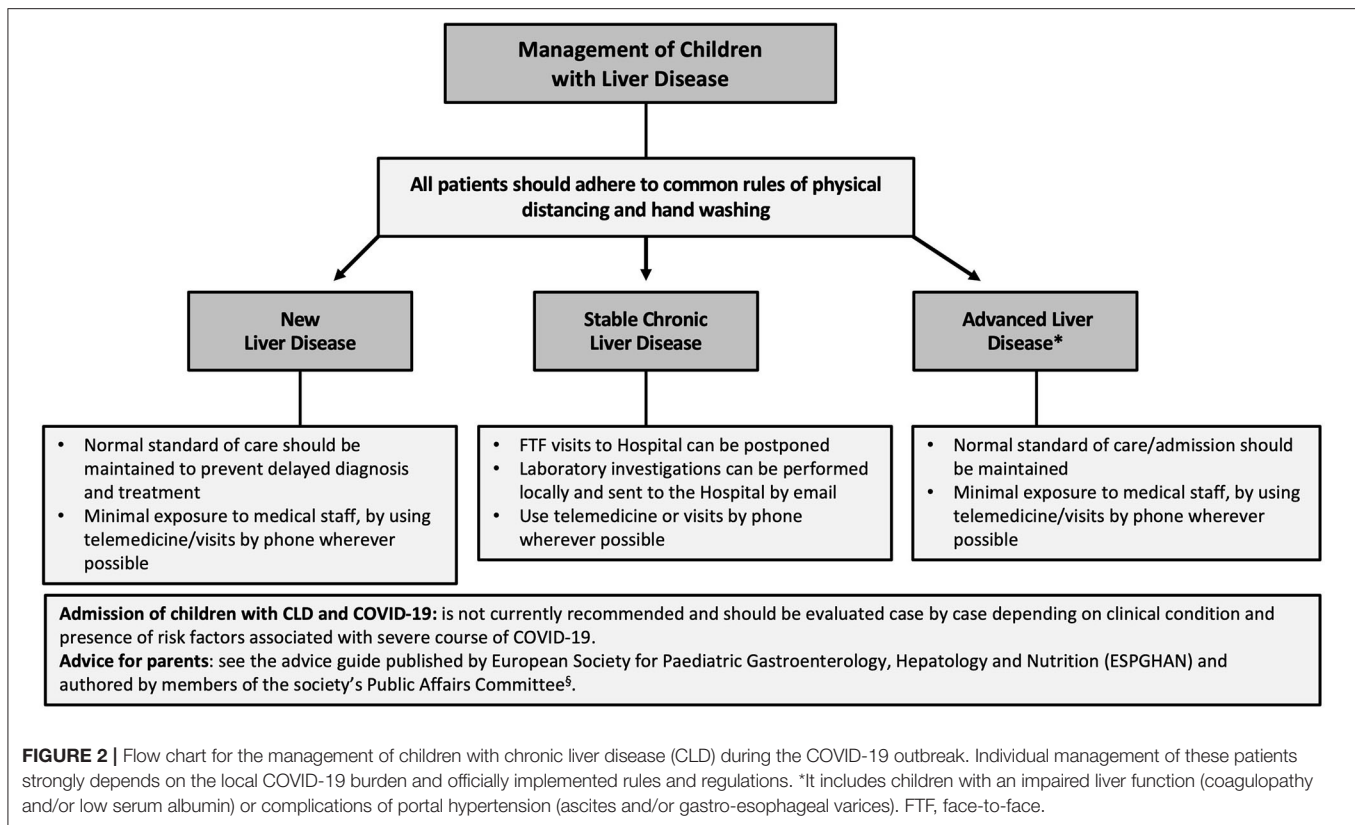 Management of Children
with Liver Disease
All patients should adhere to common rules of physical
distancing and hand washing
New
Liver Disease
Stable Chronic
Liver Disease
Advanced Liver
Disease*
• Normal standard of care should be
maintained to prevent delayed diagnosis
and treatment
• Minimal exposure to medical staff, by using
telemedicine/visits by phone wherever
possible
• FTF visits to Hospital can be postponed
• Laboratory investigations can be performed
locally and sent to the Hospital by email
• Use telemedicine or visits by phone
wherever possible
• Normal standard of care/admission should
be maintained
• Minimal exposure to medical staff, by using
telemedicine/visits by phone wherever
possible
Admission of children with CLD and COVID-19: is not currently recommended and should be evaluated case by case depending on clinical condition and
presence of risk factors associated with severe course of COVID-19.
Advice for parents: see the advice guide published by European Society for Paediatric Gastroenterology, Hepatology and Nutrition (ESPGHAN) and
authored by members of the society's Public Affairs Committee§.
FIGURE 2 | Flow chart for the management of children with chronic liver disease (CLD) during the COVID-19 outbreak. Individual management of these patients
strongly depends on the local COVID-19 burden and officially implemented rules and regulations. *It includes children with an impaired liver function (coagulopathy
and/or low serum albumin) or complications of portal hypertension (ascites and/or gastro-esophageal varices). FTF, face-to-face.